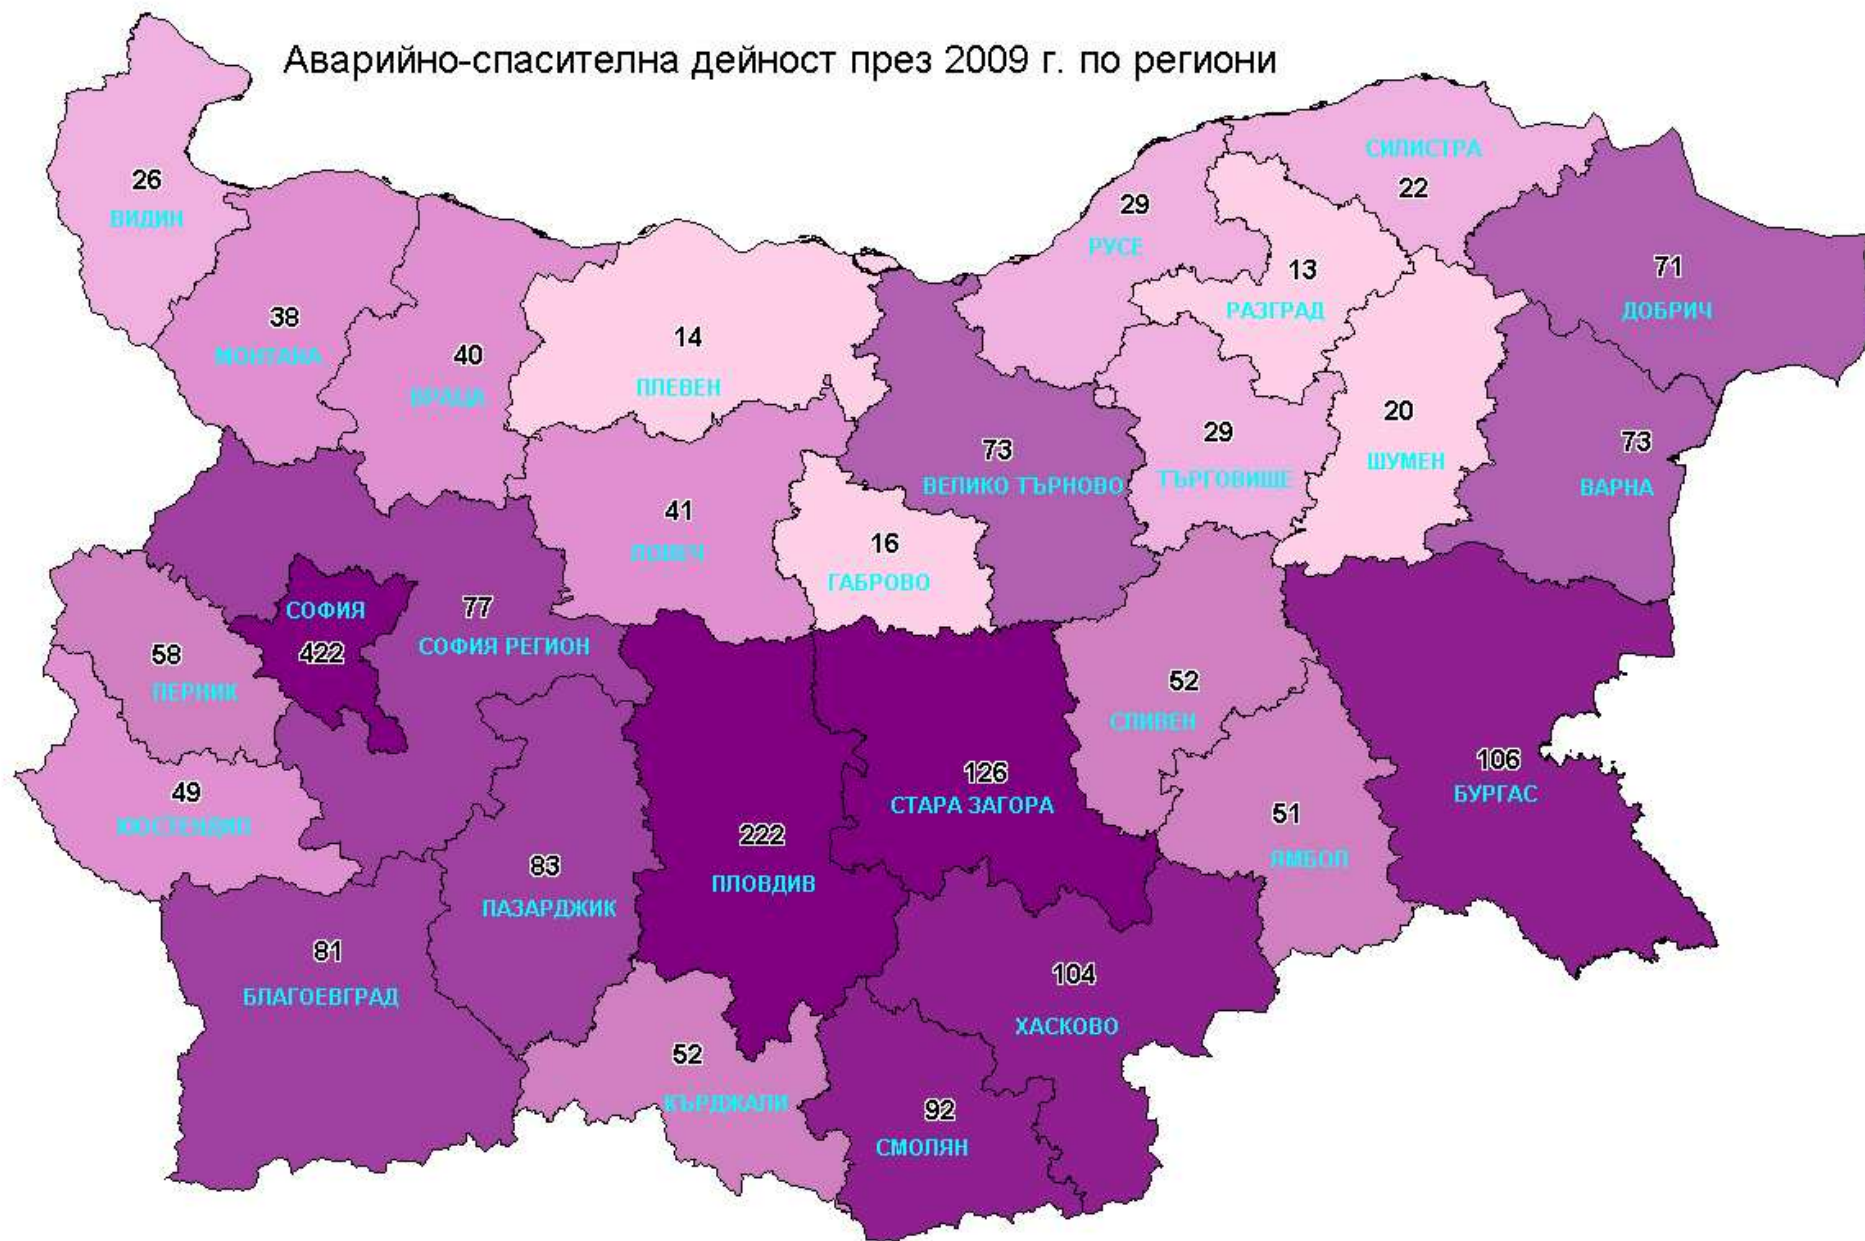 Аварийно-спасителна дейност през 2009 г. по региони
26
ВИДИН
38
МОНТАНА
40
ВРАЦА
14
ПЛЕВЕН
29
РУСЕ
СИЛИСТРА
22
13
РАЗГРАД
71
ДОБРИЧ
73
ВЕЛИКО ТЪРНОВО
29
ТЪРГОВИЩЕ
20
ШУМЕН
73
ВАРНА
41
ЛОВЕЧ
16
ГАБРОВО
СОФИЯ
422
77
СОФИЯ РЕГИОН
58
ПЕРНИК
49
КЮСТЕНДИЛ
52
СЛИВЕН
126
СТАРА ЗАГОРА
106
БУРГАС
51
ЯМБОЛ
222
ПЛОВДИВ
83
ПАЗАРДЖИК
81
БЛАГОЕВГРАД
104
ХАСКОВО
52
КЪРДЖАЛИ
92
СМОЛЯН